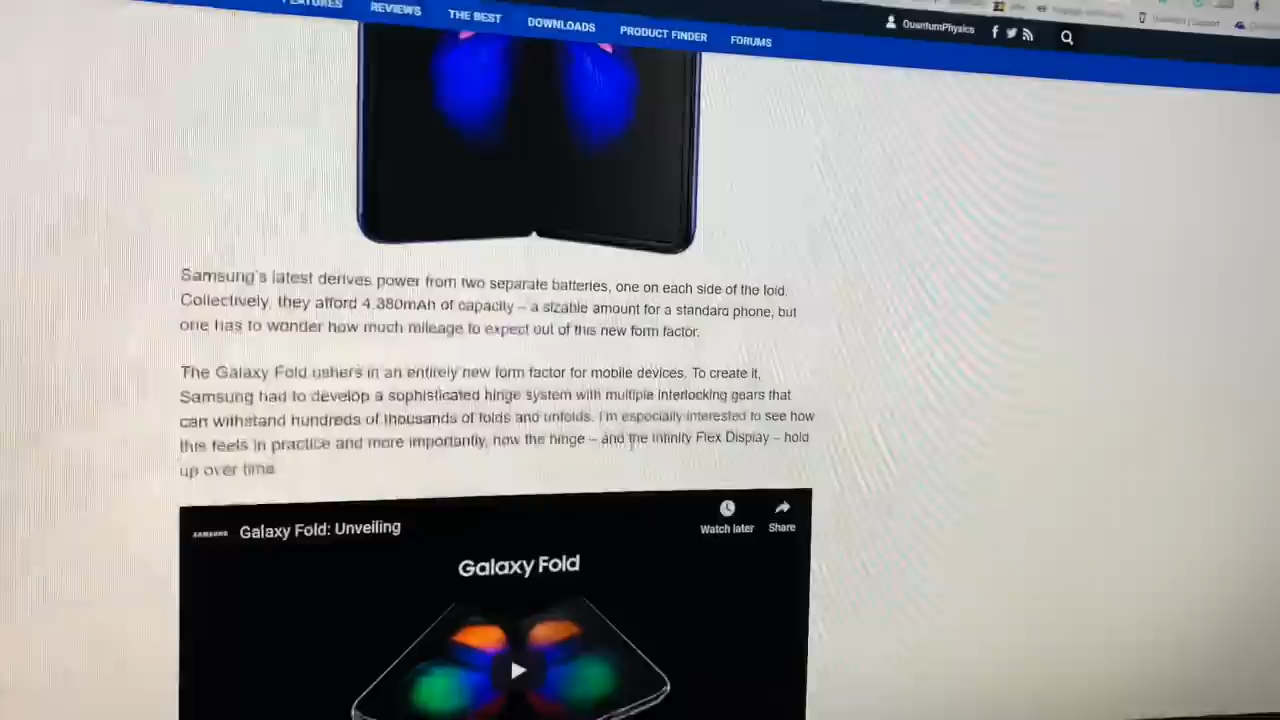 REVIEWS
THE BEST
DOWNLOADS
PRODUCT FINDER
FORUMS
QuantumPhysics
Samsung's latest derives power from two separate batteries, one on each side of the fold.
Collectively, they afford 4,380mAh of capacity – a sizable amount for a standard phone, but
one has to wonder how much mileage to expect out of this new form factor.
The Galaxy Fold ushers in an entirely new form factor for mobile devices. To create it,
Samsung had to develop a sophisticated hinge system with multiple interlocking gears that
can withstand hundreds of thousands of folds and unfolds. I'm especially interested to see how
this feels in practice and more importantly, how the hinge – and the Infinity Flex Display – hold
up over time
SAMSUNG
Galaxy Fold: Unveiling
Watch later
Share
Galaxy Fold